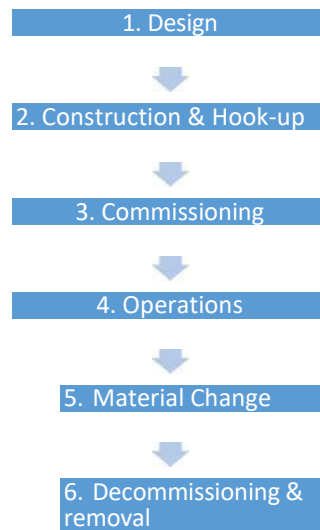 1. Design
2. Construction & Hook-up
3. Commissioning
4. Operations
5. Material Change
6. Decommissioning &
removal